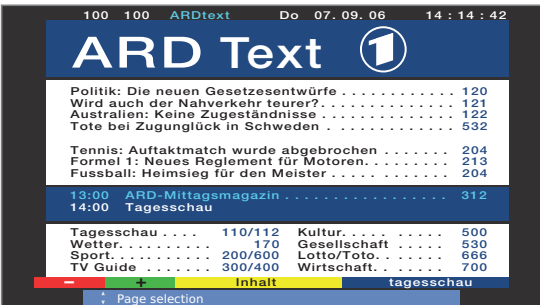 100 100 ARDtext Do 07. 09. 06 14 : 14 : 42
ARD Text 1
Politik: Die neuen Gesetzesentwürfe . . . . . . . . . . . . . 120
Wird auch der Nahverkehr teurer?. . . . . . . . . . . . . . . 121
Australien: Keine Zugeständnisse . . . . . . . . . . . . . . . 122
Tote bei Zugunglück in Schweden . . . . . . . . . . . . . . 532
Tennis: Auftaktmatch wurde abgebrochen . . . . . . . 204
Formel 1: Neues Reglement für Motoren. . . . . . . . . 213
Fussball: Heimsieg für den Meister . . . . . . . . . . . . . 204
13:00 ARD-Mittagsmagazin . . . . . . . . . . . . . . . . . 312
14:00 Tagesschau
Tagesschau . . . . 110/112 Kultur. . . . . . . 500
Wetter. . . . . . . . . . 170 Gesellschaft . . . . . 530
Sport. . . . . . . . . 200/600 Lotto/Toto. . . . . 666
TV Guide . . . . . . 300/400 Wirtschaft. . . . . 700
− + Inhalt tagesschau
Page selection